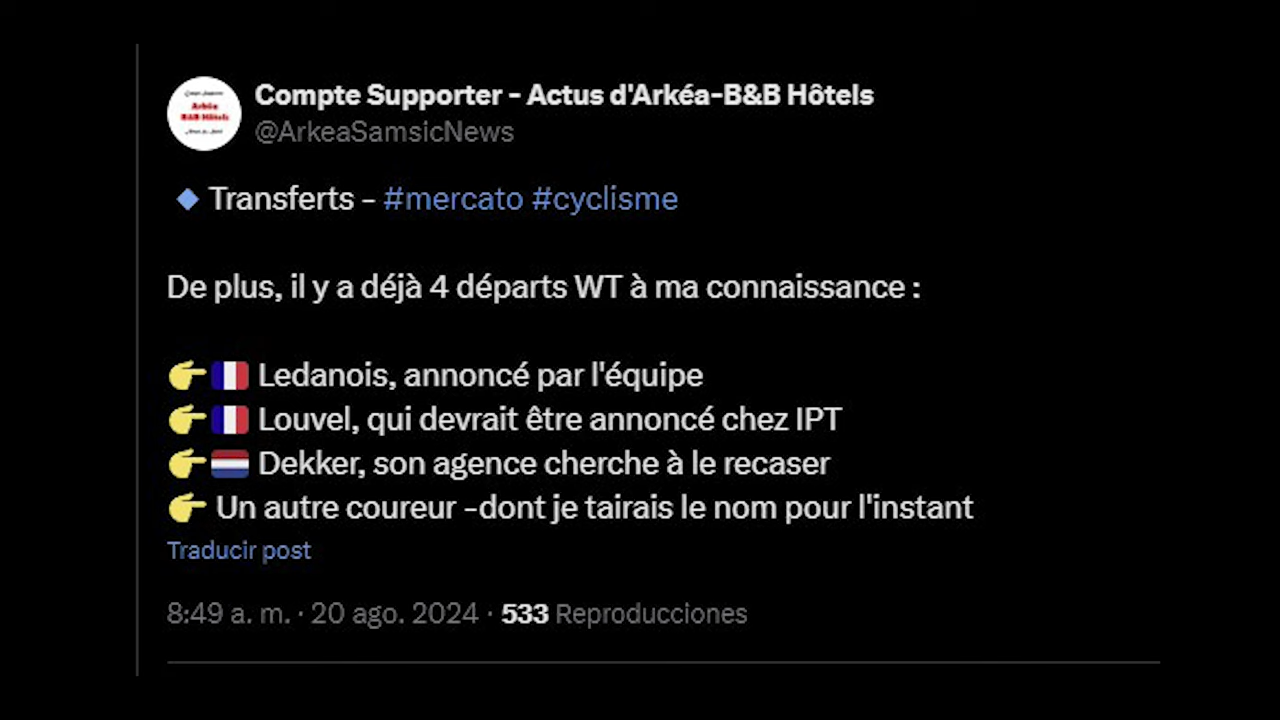 Compte Supporter - Actus d'Arkéa-B&B Hôtels
Arkéa
B&B Hôtels
@ArkeaSamsicNews
🔹 Transferts - #mercato #cyclisme
De plus, il y a déjà 4 départs WT à ma connaissance :
👉🇫🇷 Ledanois, annoncé par l'équipe
👉🇫🇷 Louvel, qui devrait être annoncé chez IPT
👉🇳🇱 Dekker, son agence cherche à le recaser
👉 Un autre coureur -dont je tairais le nom pour l'instant
Traducir post
8:49 a. m. · 20 ago. 2024 · 533 Reproducciones